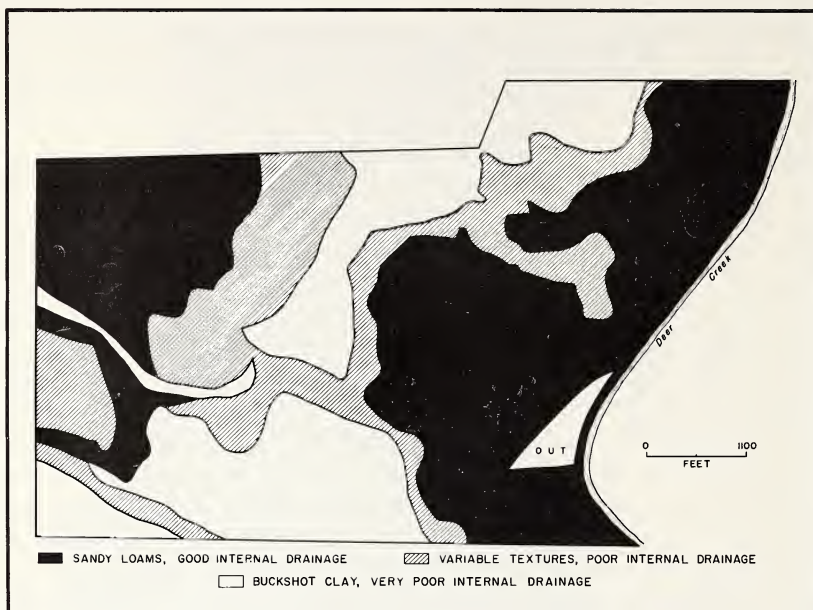 Deer Creek
OUT
0 1100
FEET
SANDY LOAMS, GOOD INTERNAL DRAINAGE
VARIABLE TEXTURES, POOR INTERNAL DRAINAGE
BUCKSHOT CLAY, VERY POOR INTERNAL DRAINAGE